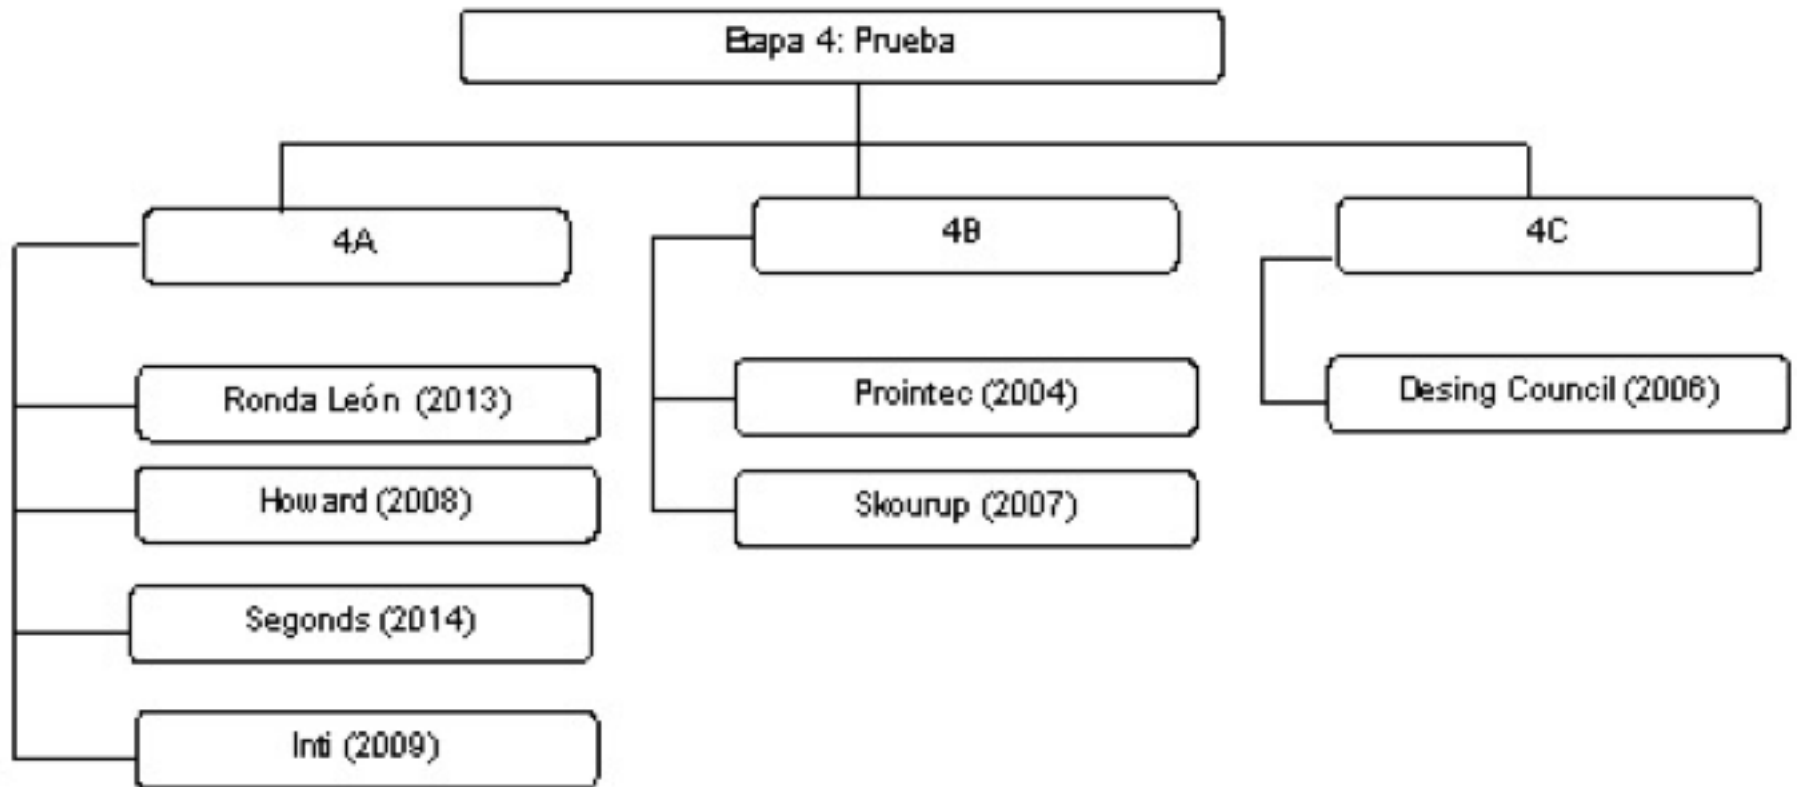 Etapa 4: Prueba
4A
4B
4C
Ronda León (2013)
Howard (2008)
Segonds (2014)
Inti (2009)
Prointec (2004)
Skourup (2007)
Desing Council (2006)